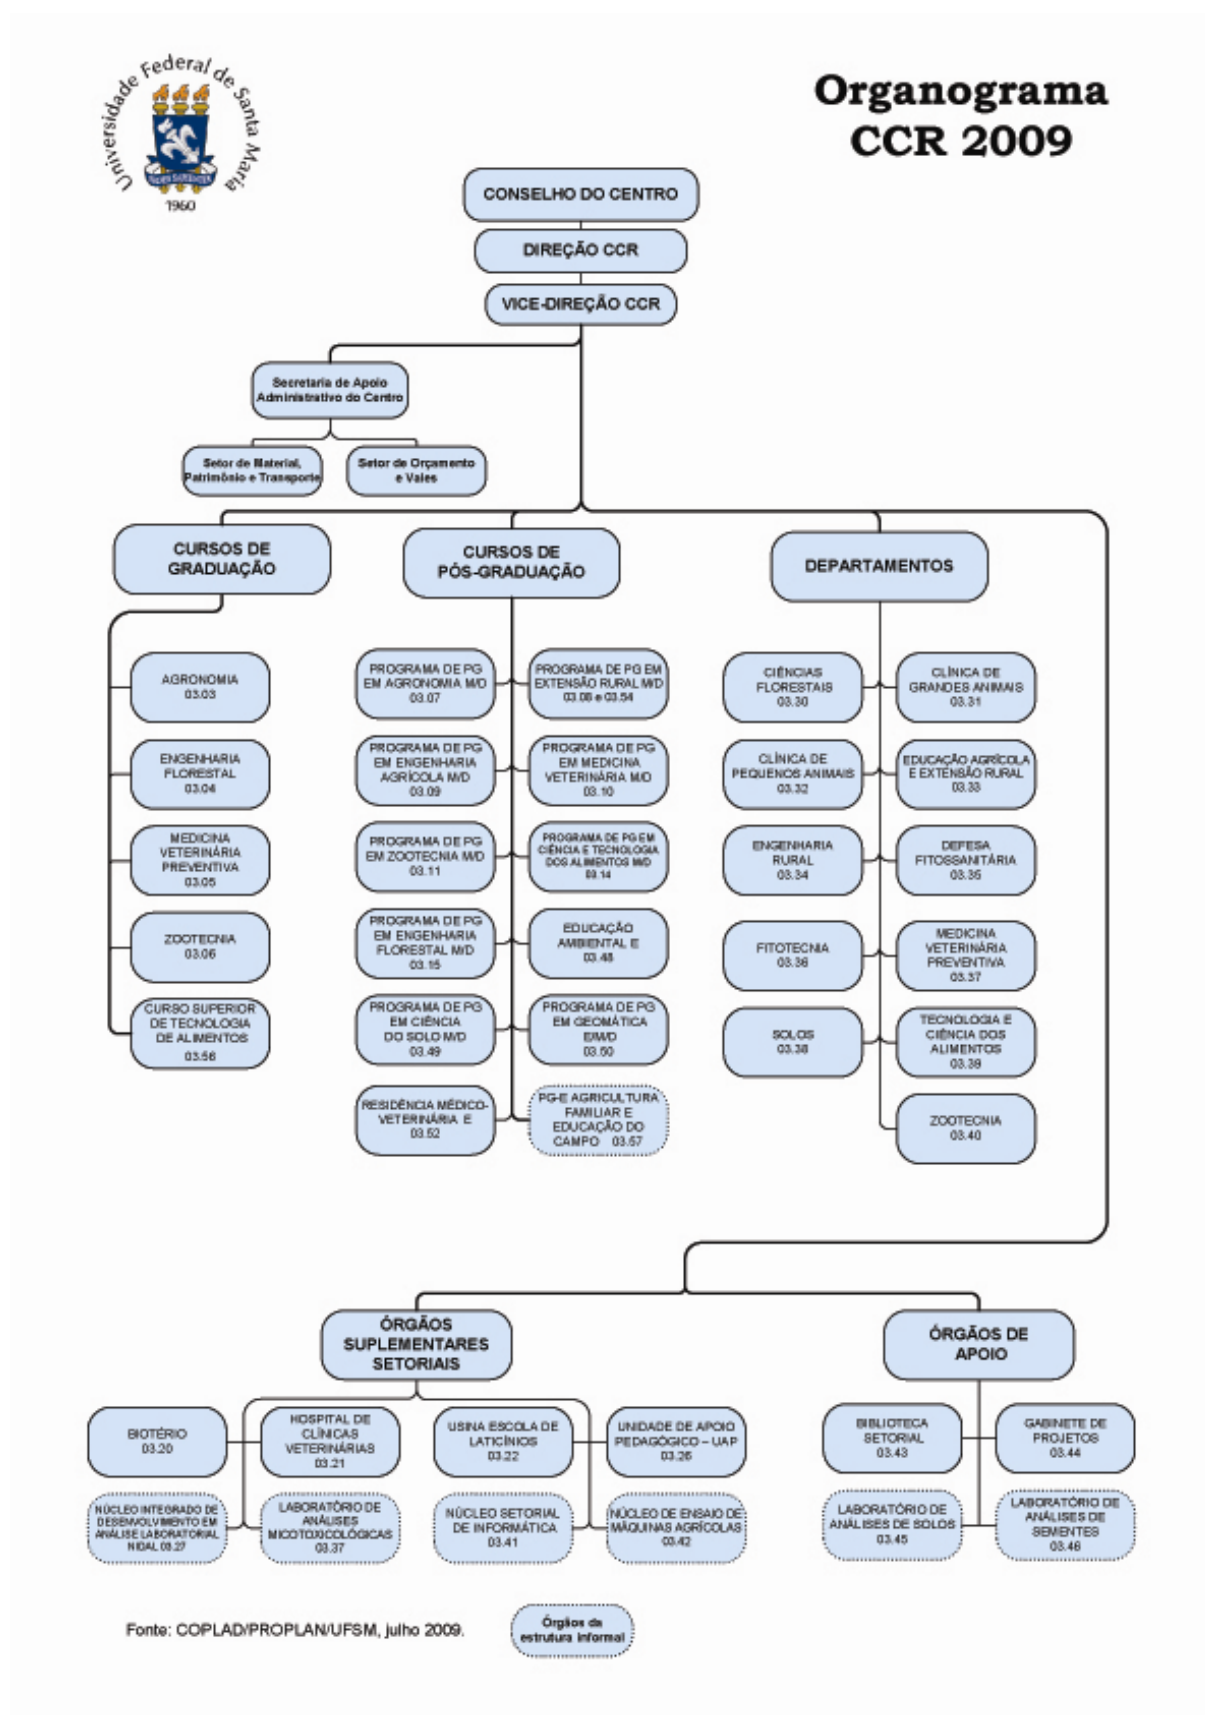 Universidade Federal de Santa Maria
1960
Organograma
CCR 2009
CONSELHO DO CENTRO
DIREÇÃO CCR
VICE-DIREÇÃO CCR
Secretaria de Apoio
Administrativo do Centro
Setor de Material,
Patrimônio e Transporte
Setor de Orçamento
e Vales
CURSOS DE
GRADUAÇÃO
AGRONOMIA
03.03
ENGENHARIA
FLORESTAL
03.04
MEDICINA
VETERINÁRIA
PREVENTIVA
03.05
ZOOTECNIA
03.06
CURSO SUPERIOR
DE TECNOLOGIA
DE ALIMENTOS
03.56
CURSOS DE
PÓS-GRADUAÇÃO
PROGRAMA DE PG
EM AGRONOMIA M/D
03.07
PROGRAMA DE PG EM
EXTENSÃO RURAL M/D
03.08 e 03.54
PROGRAMA DE PG
EM ENGENHARIA
AGRÍCOLA M/D
03.09
PROGRAMA DE PG
EM MEDICINA
VETERINÁRIA M/D
03.10
PROGRAMA DE PG
EM ZOOTECNIA M/D
03.11
PROGRAMA DE PG EM
CIÊNCIA E TECNOLOGIA
DOS ALIMENTOS M/D
03.14
PROGRAMA DE PG
EM ENGENHARIA
FLORESTAL M/D
03.15
EDUCAÇÃO
AMBIENTAL E
03.48
PROGRAMA DE PG
EM CIÊNCIA
DO SOLO M/D
03.49
PROGRAMA DE PG
EM GEOMÁTICA
E/M/D
03.50
RESIDÊNCIA MÉDICO-
VETERINÁRIA E
03.52
PG-E AGRICULTURA
FAMILIAR E
EDUCAÇÃO DO
CAMPO 03.57
DEPARTAMENTOS
CIÊNCIAS
FLORESTAIS
03.30
CLÍNICA DE
GRANDES ANIMAIS
03.31
CLÍNICA DE
PEQUENOS ANIMAIS
03.32
EDUCAÇÃO AGRÍCOLA
E EXTENSÃO RURAL
03.33
ENGENHARIA
RURAL
03.34
DEFESA
FITOSSANITÁRIA
03.35
FITOTECNIA
03.36
MEDICINA
VETERINÁRIA
PREVENTIVA
03.37
SOLOS
03.38
TECNOLOGIA E
CIÊNCIA DOS
ALIMENTOS
03.39
ZOOTECNIA
03.40
ÓRGÃOS
SUPLEMENTARES
SETORIAIS
BIOTÉRIO
03.20
HOSPITAL DE
CLÍNICAS
VETERINÁRIAS
03.21
USINA ESCOLA DE
LATICÍNIOS
03.22
UNIDADE DE APOIO
PEDAGÓGICO – UAP
03.26
NÚCLEO INTEGRADO DE
DESENVOLVIMENTO EM
ANÁLISE LABORATORIAL
NIDAL 03.27
LABORATÓRIO DE
ANÁLISES
MICOTOXICOLÓGICAS
03.37
NÚCLEO SETORIAL
DE INFORMÁTICA
03.41
NÚCLEO DE ENSAIO DE
MÁQUINAS AGRÍCOLAS
03.42
ÓRGÃOS DE
APOIO
BIBLIOTECA
SETORIAL
03.43
GABINETE DE
PROJETOS
03.44
LABORATÓRIO DE
ANÁLISES DE SOLOS
03.45
LABORATÓRIO DE
ANÁLISES DE
SEMENTES
03.46
Fonte: COPLAD/PROPLAN/UFSM, julho 2009.
Órgãos da
estrutura informal